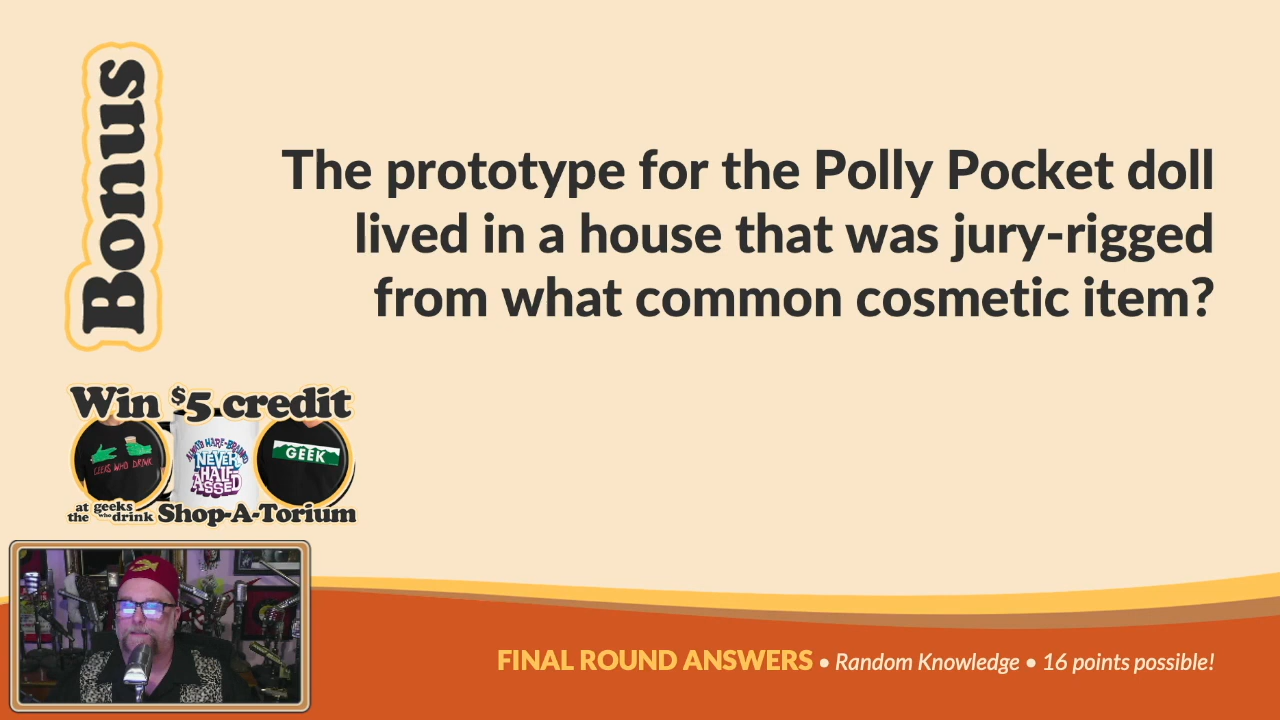 Bonus
The prototype for the Polly Pocket doll
lived in a house that was jury-rigged
from what common cosmetic item?
Win $5 credit
GEEKS WHO DRINK
ALWAYS HALF-BRAINED
NEVER
HALF
ASSED
GEEK
at the geeks who drink Shop-A-Torium
FINAL ROUND ANSWERS • Random Knowledge • 16 points possible!